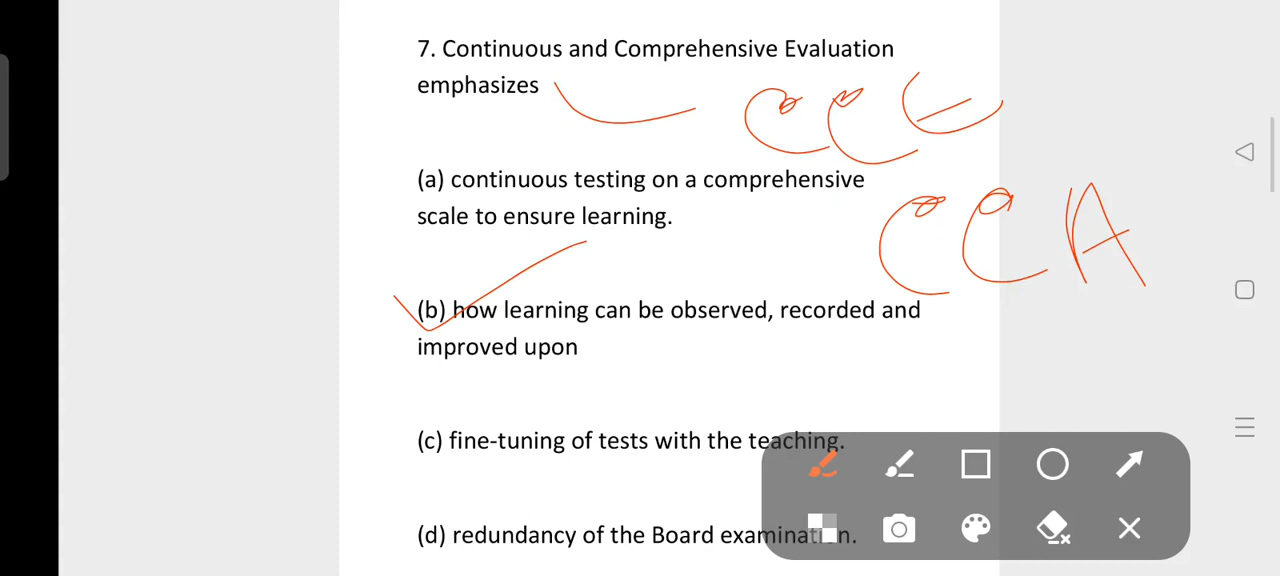 7. Continuous and Comprehensive Evaluation
emphasizes
CCE
(a) continuous testing on a comprehensive
scale to ensure learning.
CCA
(b) how learning can be observed, recorded and
improved upon
(c) fine-tuning of tests with the teaching.
(d) redundancy of the Board examination.